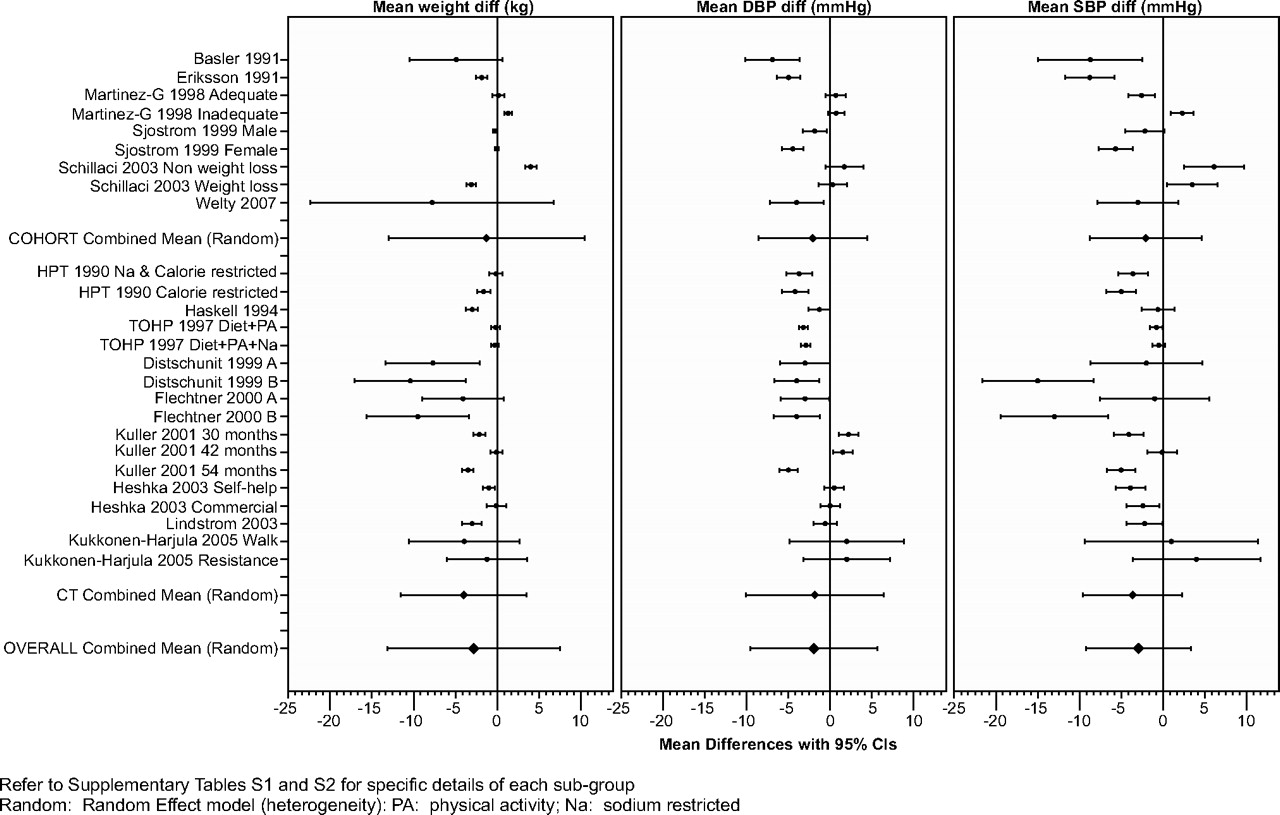 Mean weight diff (kg) Mean DBP diff (mmHg) Mean SBP diff (mmHg)
Basler 1991
Eriksson 1991
Martinez-G 1998 Adequate
Martinez-G 1998 Inadequate
Sjostrom 1999 Male
Sjostrom 1999 Female
Schillaci 2003 Non weight loss
Schillaci 2003 Weight loss
Welty 2007
COHORT Combined Mean (Random)
HPT 1990 Na & Calorie restricted
HPT 1990 Calorie restricted
Haskell 1994
TOHP 1997 Diet+PA
TOHP 1997 Diet+PA+Na
Distschunit 1999 A
Distschunit 1999 B
Flechtner 2000 A
Flechtner 2000 B
Kuller 2001 30 months
Kuller 2001 42 months
Kuller 2001 54 months
Heshka 2003 Self-help
Heshka 2003 Commercial
Lindstrom 2003
Kukkonen-Harjula 2005 Walk
Kukkonen-Harjula 2005 Resistance
CT Combined Mean (Random)
OVERALL Combined Mean (Random)
-25 -15 -5 5 -25 -15 -5 5 -25 -15 -5 5
-20 -10 0 10 -20 -10 0 10 -20 -10 0 10
Mean Differences with 95% CIs
Refer to Supplementary Tables S1 and S2 for specific details of each sub-group
Random: Random Effect model (heterogeneity): PA: physical activity; Na: sodium restricted